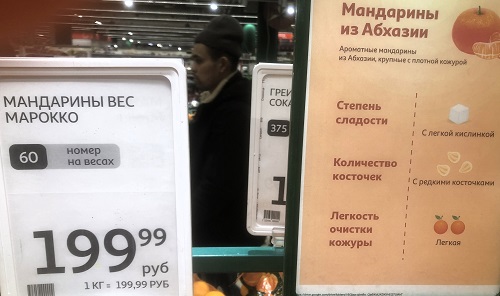 МАНДАРИНЫ ВЕС
МАРОККО
60
номер
на весах
199 99
руб
1 КГ = 199,99 РУБ
375
Мандарины
из Абхазии
Ароматные мандарины
из Абхазии, крупные с плотной кожурой
Степень
сладости
С легкой кислинкой
Количество
косточек
С редкими косточками
Легкость
очистки
кожуры
Легкая